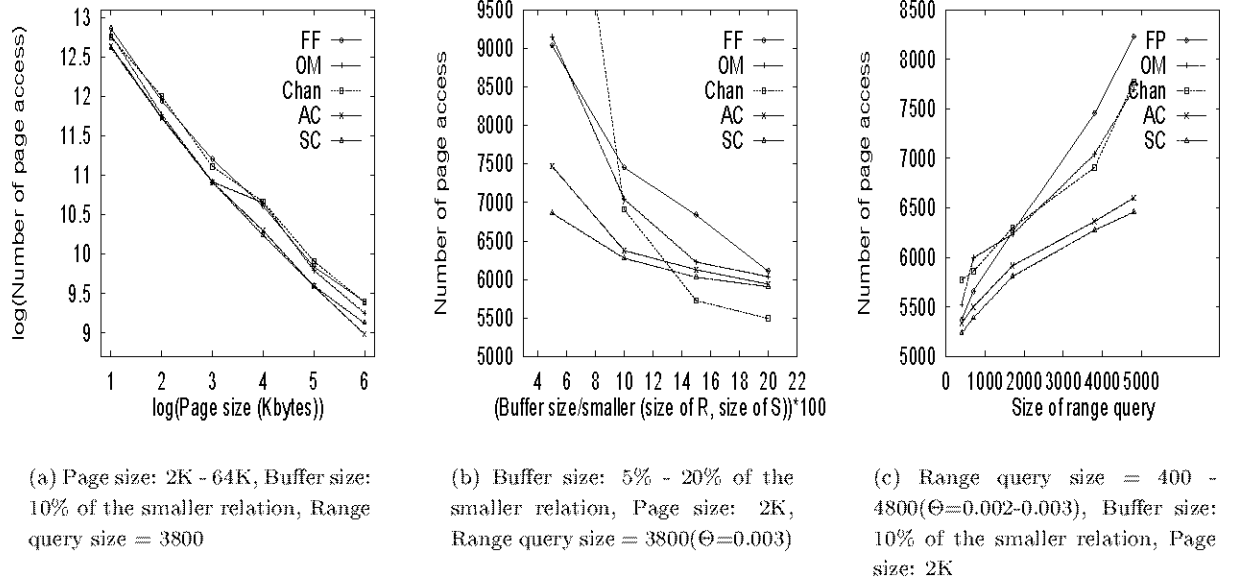 13
12.5
12
11.5
11
10.5
10
9.5
9
log(Number of page access)
FF
OM
Chan
AC
SC
1 2 3 4 5 6
log(Page size (Kbytes))
9500
9000
8500
8000
7500
7000
6500
6000
5500
5000
Number of page access
FF
OM
Chan
AC
SC
4 6 8 10 12 14 16 18 20 22
(Buffer size/smaller (size of R, size of S))*100
8500
8000
7500
7000
6500
6000
5500
5000
Number of page access
FP
OM
Chan
AC
SC
0 1000 2000 3000 4000 5000
Size of range query
(a) Page size: 2K - 64K, Buffer size:
10% of the smaller relation, Range
query size = 3800
(b) Buffer size: 5% - 20% of the
smaller relation, Page size: 2K,
Range query size = 3800(Θ=0.003)
(c) Range query size = 400 -
4800(Θ=0.002-0.003), Buffer size:
10% of the smaller relation, Page
size: 2K